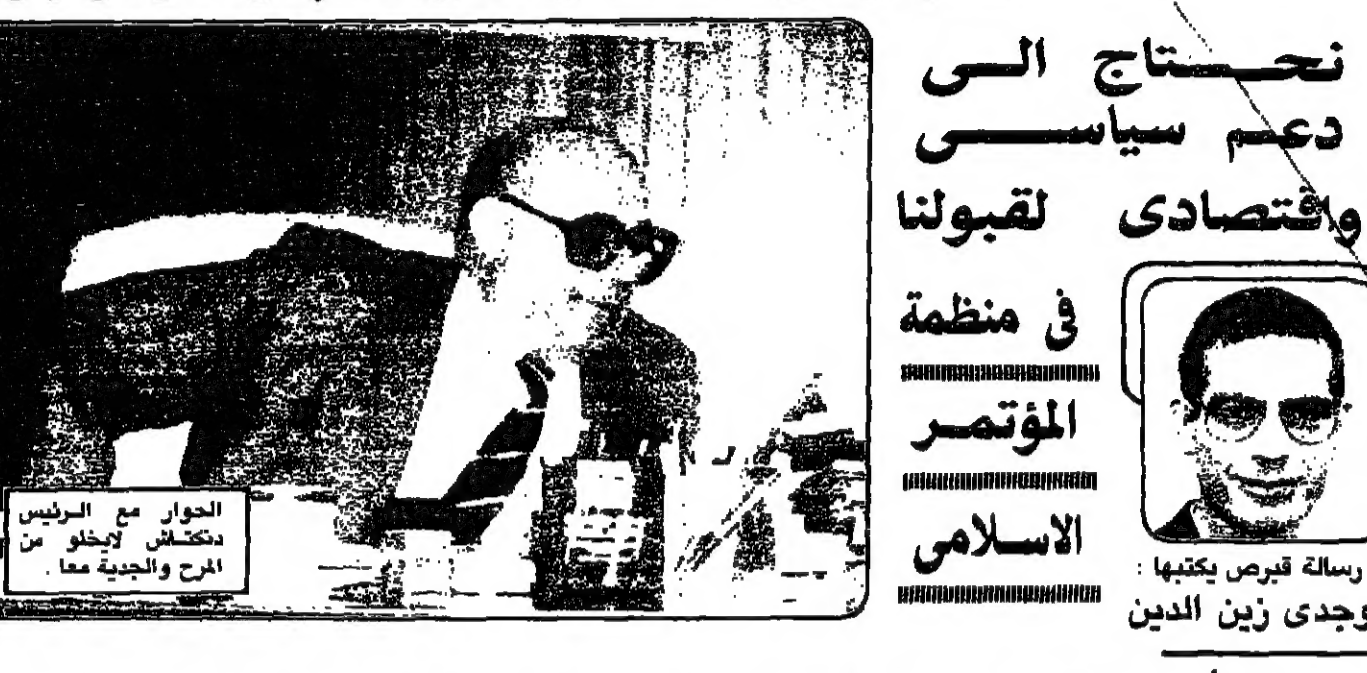 نحتاج الى
دعم سياسى
واقتصادى لقبولنا
فى منظمة
المؤتمر
الاسلامى
رسالة قبرص يكتبها :
وجدى زين الدين
الحوار مع الرئيس
دنكتاش لايخلو من
المرح والجدية معا .